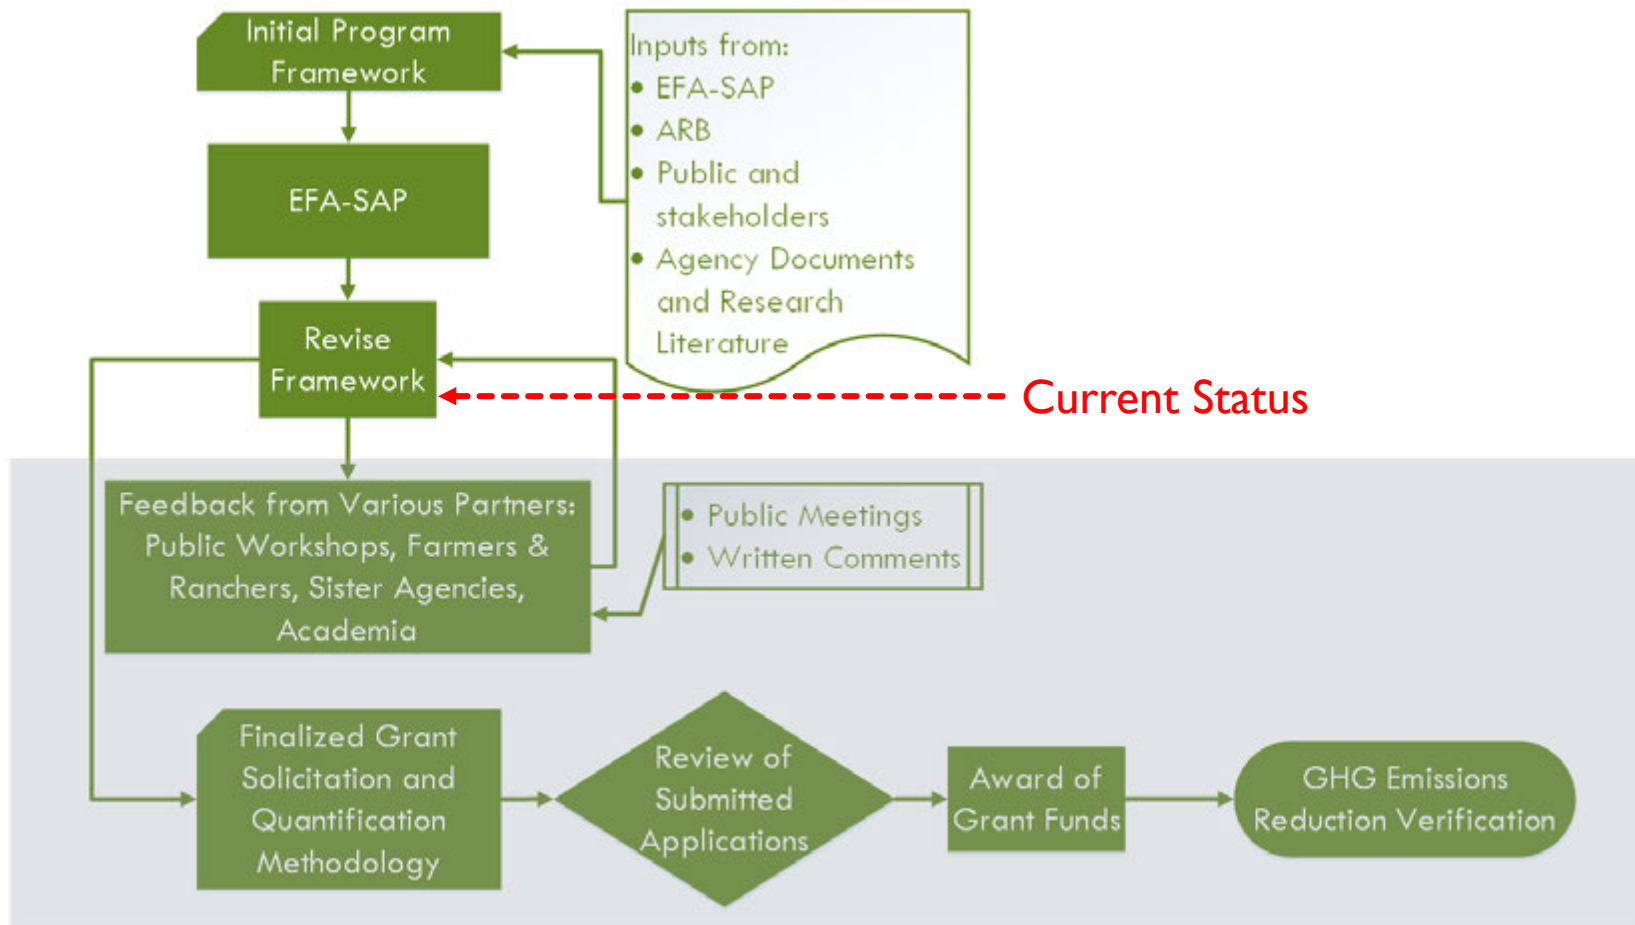 Initial Program
Framework
Inputs from:
• EFA-SAP
• ARB
• Public and
stakeholders
• Agency Documents
and Research
Literature
EFA-SAP
Revise
Framework
Current Status
Feedback from Various Partners:
Public Workshops, Farmers &
Ranchers, Sister Agencies,
Academia
• Public Meetings
• Written Comments
Finalized Grant
Solicitation and
Quantification
Methodology
Review of
Submitted
Applications
Award of
Grant Funds
GHG Emissions
Reduction Verification